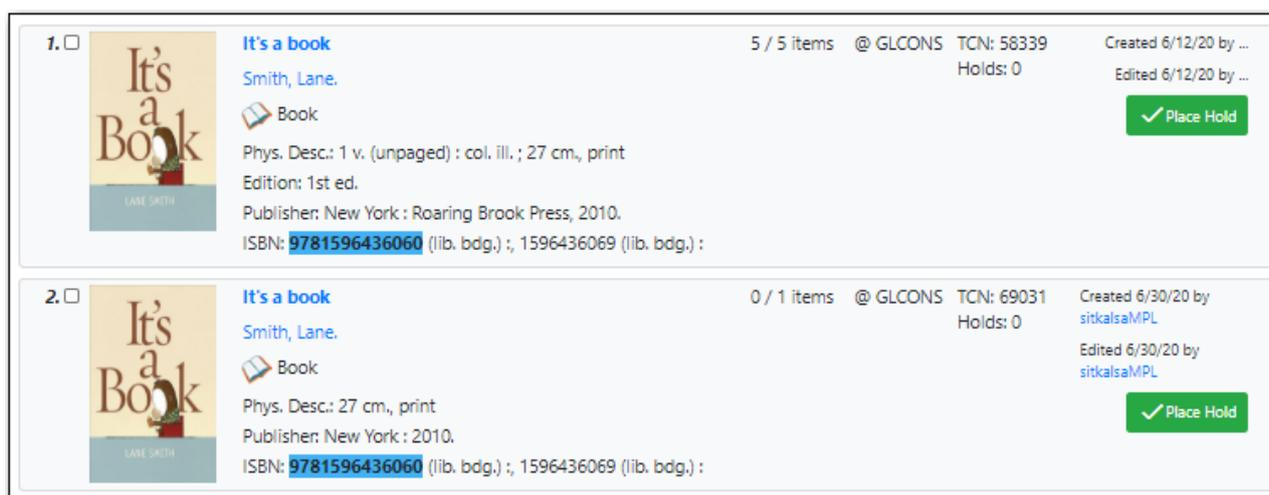 1.
It's
a
Book
LANE SMITH
It's a book
Smith, Lane.
Book
Phys. Desc.: 1 v. (unpaged) : col. ill. ; 27 cm., print
Edition: 1st ed.
Publisher: New York : Roaring Brook Press, 2010.
ISBN: 9781596436060 (lib. bdg.) :, 1596436069 (lib. bdg.) :
5 / 5 items @ GLCONS TCN: 58339
Holds: 0
Created 6/12/20 by ...
Edited 6/12/20 by ...
Place Hold
2.
It's
a
Book
LANE SMITH
It's a book
Smith, Lane.
Book
Phys. Desc.: 27 cm., print
Publisher: New York : 2010.
ISBN: 9781596436060 (lib. bdg.) :, 1596436069 (lib. bdg.) :
0 / 1 items @ GLCONS TCN: 69031
Holds: 0
Created 6/30/20 by
sitkalsaMPL
Edited 6/30/20 by
sitkalsaMPL
Place Hold